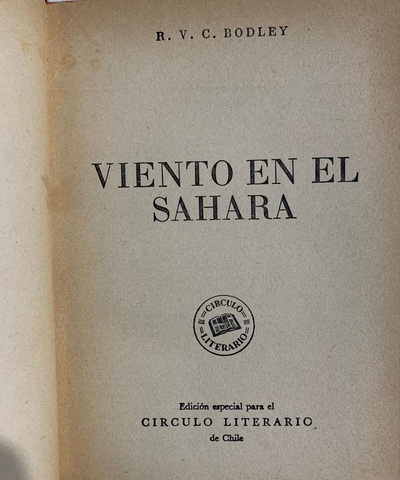 R. V. C. BODLEY
VIENTO EN EL
SAHARA
CIRCULO
LITERARIO
Edición especial para el
CIRCULO LITERARIO
de Chile